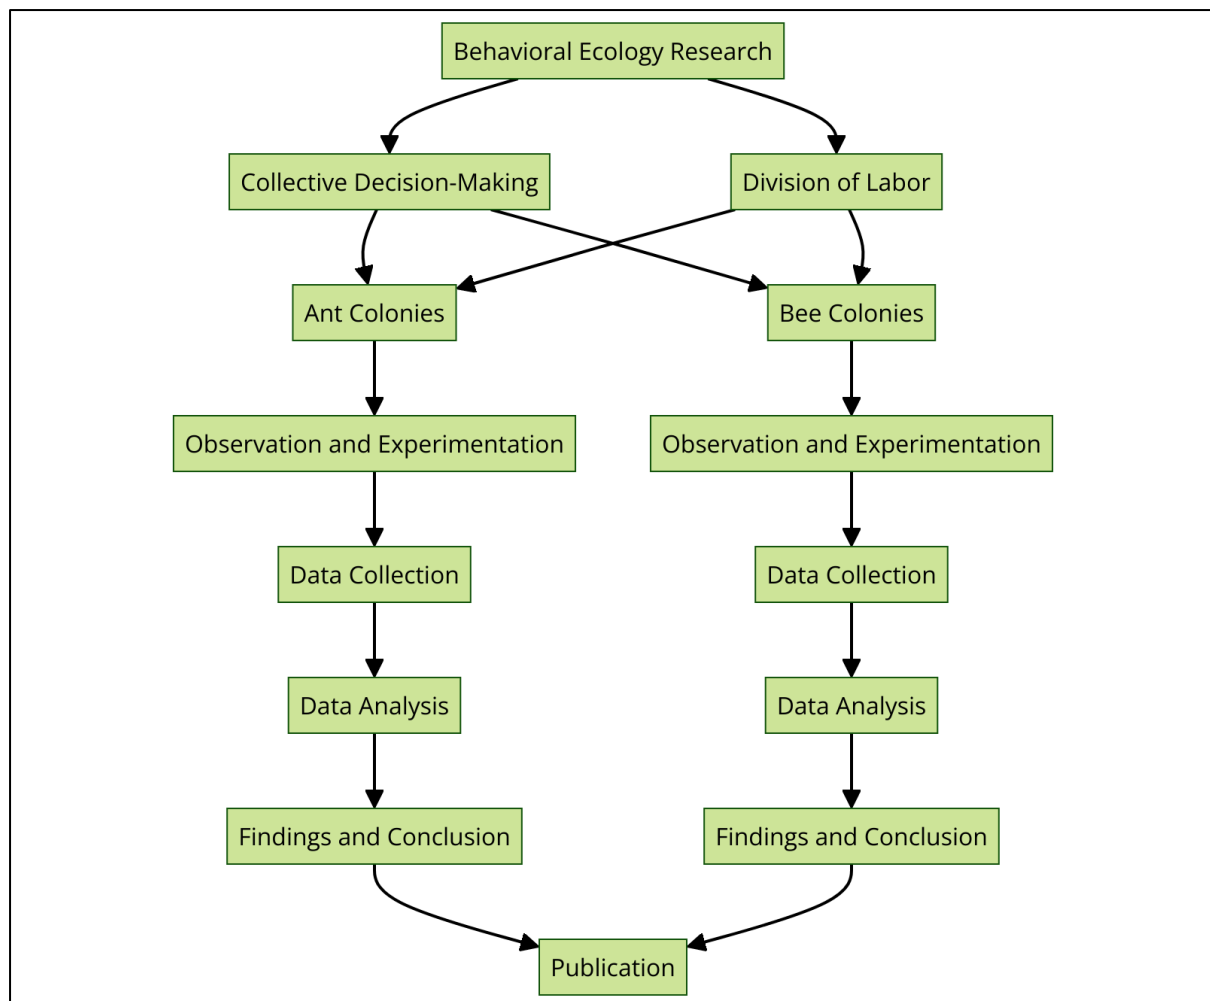 Behavioral Ecology Research
Collective Decision-Making
Division of Labor
Ant Colonies
Bee Colonies
Observation and Experimentation
Observation and Experimentation
Data Collection
Data Collection
Data Analysis
Data Analysis
Findings and Conclusion
Findings and Conclusion
Publication